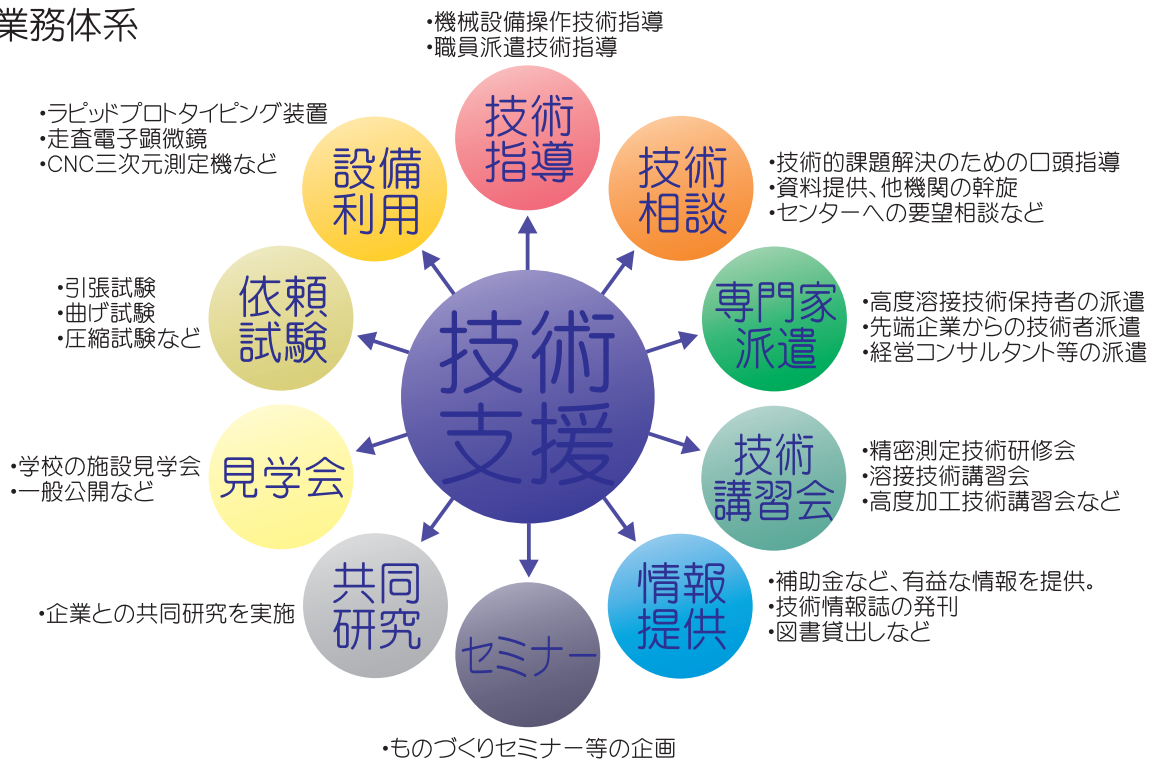 業務体系
・機械設備操作技術指導
・職員派遣技術指導
技術
指導
・ラピッドプロトタイピング装置
・走査電子顕微鏡
・CNC三次元測定機など
設備
利用
技術
相談
・技術的課題解決のための口頭指導
・資料提供、他機関の幹旋
・センターへの要望相談など
・引張試験
・曲げ試験
・圧縮試験など
依頼
試験
専門家
派遣
・高度溶接技術保持者の派遣
・先端企業からの技術者派遣
・経営コンサルタント等の派遣
技術
支援
・学校の施設見学会
・一般公開など
見学会
技術
講習会
・精密測定技術研修会
・溶接技術講習会
・高度加工技術講習会など
・企業との共同研究を実施
共同
研究
情報
提供
・補助金など、有益な情報を提供。
・技術情報誌の発刊
・図書貸出しなど
セミナー
・ものづくりセミナー等の企画